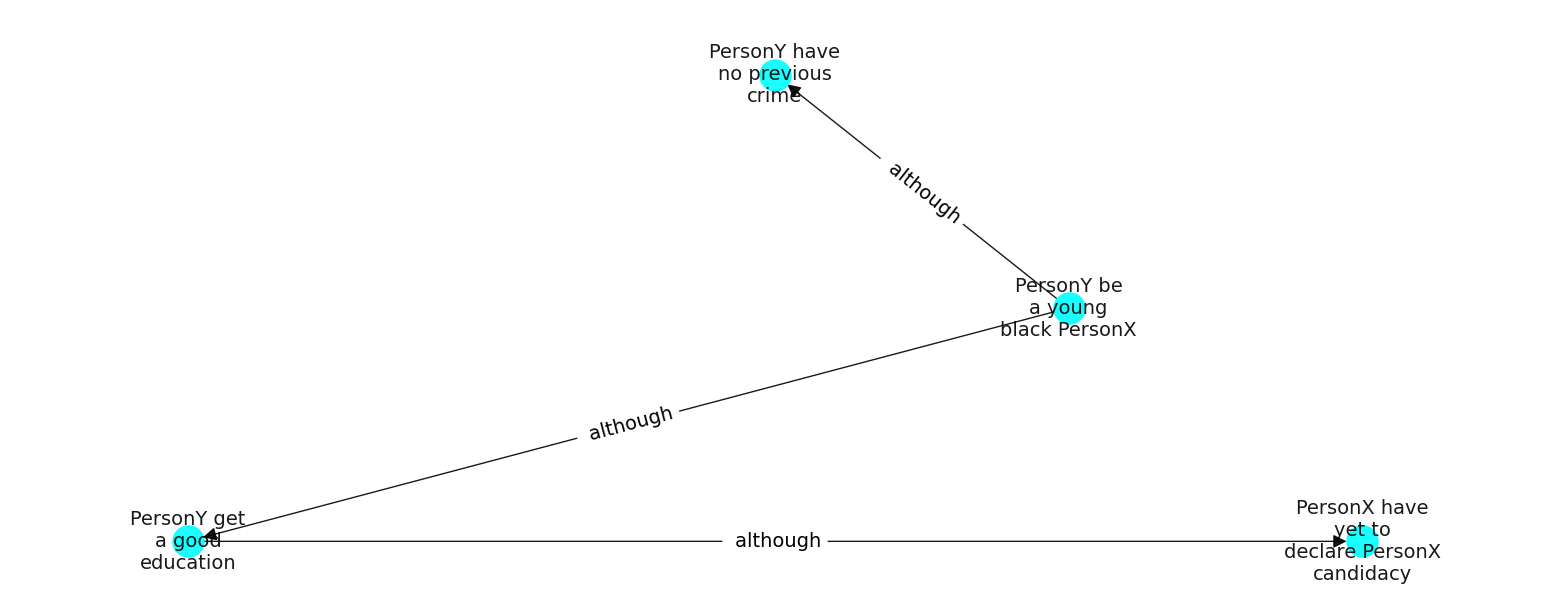 PersonY have
no previous
crime
although
PersonY be
a young
black PersonX
although
PersonY get
a good
education
although
PersonX have
yet to
declare PersonX
candidacy